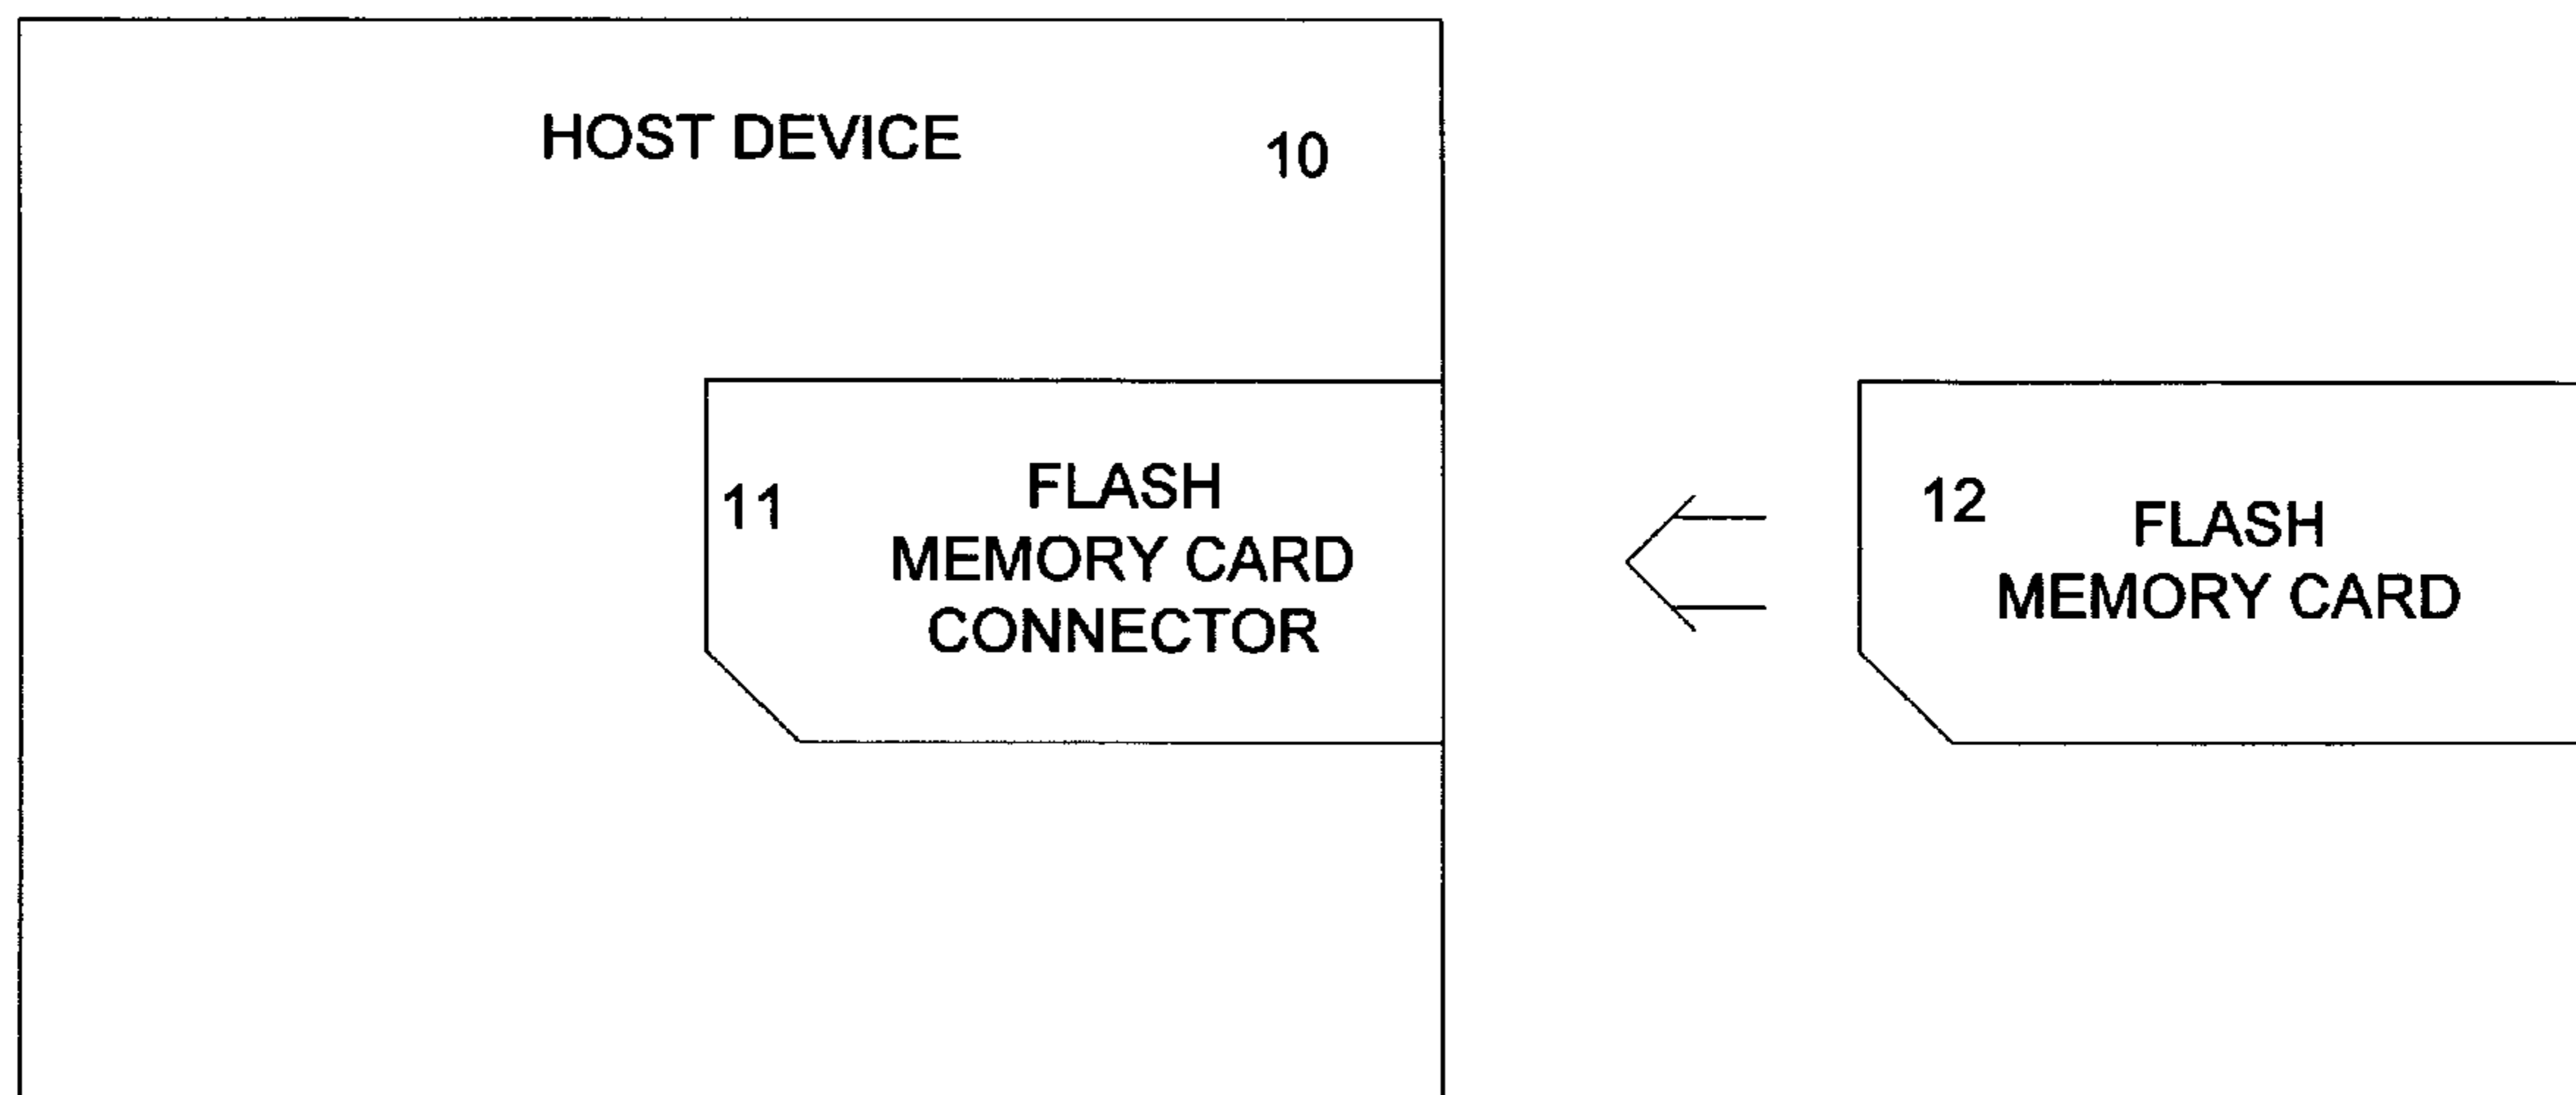 HOST DEVICE
10
11
FLASH
MEMORY CARD
CONNECTOR
12
FLASH
MEMORY CARD